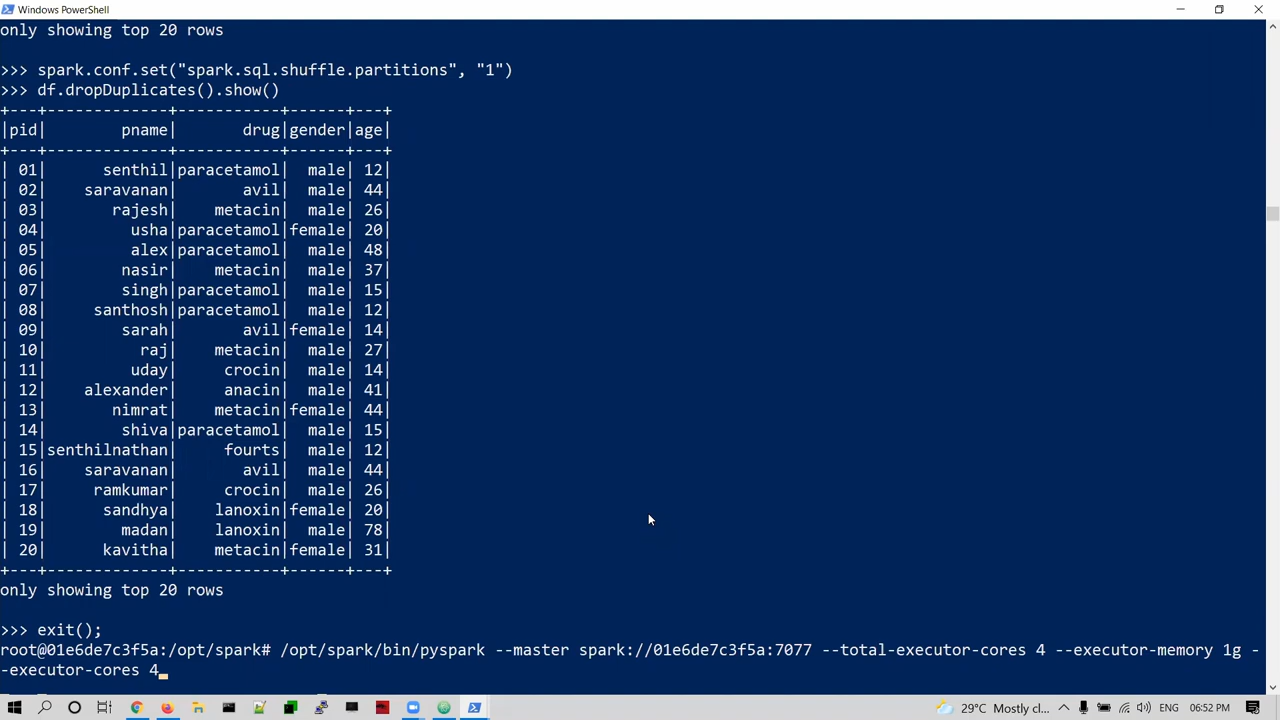 Windows PowerShell
only showing top 20 rows
>>> spark.conf.set("spark.sql.shuffle.partitions", "1")
>>> df.dropDuplicates().show()
+---+-------------+-----------+------+---+
|pid|        pname|       drug|gender|age|
+---+-------------+-----------+------+---+
| 01|      senthil|paracetamol|  male| 12|
| 02|    saravanan|       avil|  male| 44|
| 03|       rajesh|    metacin|  male| 26|
| 04|         usha|paracetamol|female| 20|
| 05|         alex|paracetamol|  male| 48|
| 06|        nasir|    metacin|  male| 37|
| 07|        singh|paracetamol|  male| 15|
| 08|     santhosh|paracetamol|  male| 12|
| 09|        sarah|       avil|female| 14|
| 10|          raj|    metacin|  male| 27|
| 11|         uday|     crocin|  male| 14|
| 12|    alexander|     anacin|  male| 41|
| 13|       nimrat|    metacin|female| 44|
| 14|        shiva|paracetamol|  male| 15|
| 15|senthilnathan|     fourts|  male| 12|
| 16|    saravanan|       avil|  male| 44|
| 17|     ramkumar|     crocin|  male| 26|
| 18|      sandhya|    lanoxin|female| 20|
| 19|        madan|    lanoxin|  male| 78|
| 20|      kavitha|    metacin|female| 31|
+---+-------------+-----------+------+---+
only showing top 20 rows
>>> exit();
root@01e6de7c3f5a:/opt/spark# /opt/spark/bin/pyspark --master spark://01e6de7c3f5a:7077 --total-executor-cores 4 --executor-memory 1g -
-executor-cores 4
29°C Mostly cl... ENG 06:52 PM